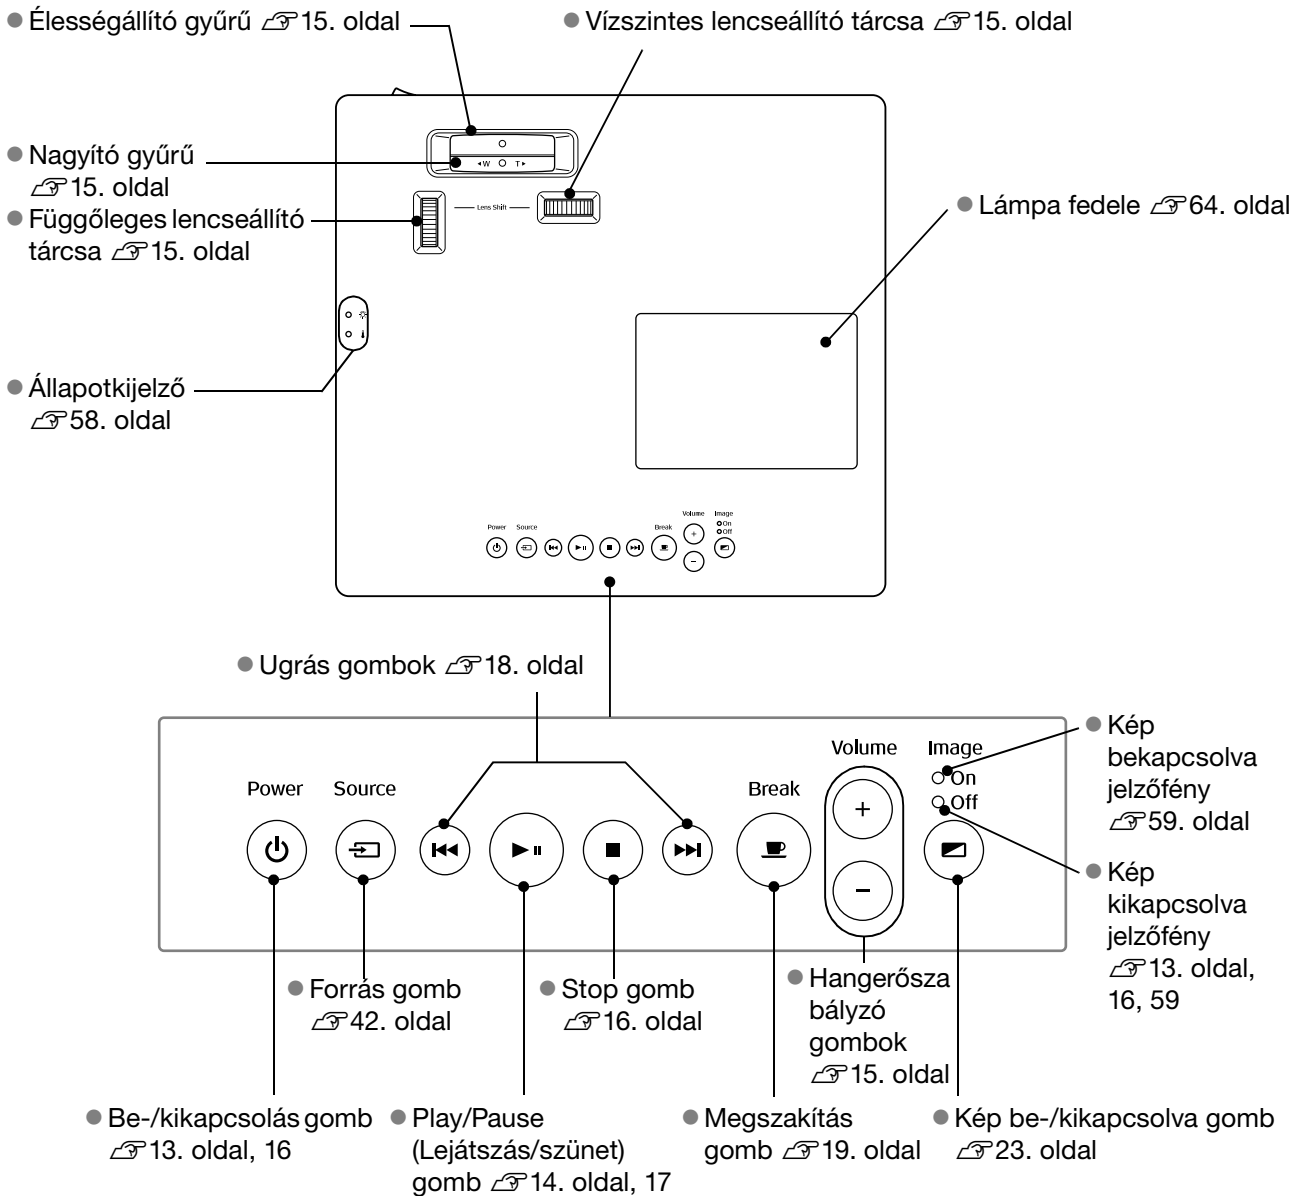 Élességállító gyűrű 15. oldal
Vízszintes lencseállító tárcsa 15. oldal
Nagyító gyűrű
15. oldal
Függőleges lencseállító
tárcsa 15. oldal
W T
Lens Shift
Lámpa fedele 64. oldal
Állapotkijelző
58. oldal
Power Source Break Volume Image
On
Off
Ugrás gombok 18. oldal
Power Source Break Volume Image
On
Off
Kép
bekapcsolva
jelzőfény
59. oldal
Kép
kikapcsolva
jelzőfény
13. oldal,
16, 59
Forrás gomb
42. oldal
Stop gomb
16. oldal
Hangerősza
bályzó
gombok
15. oldal
Be-/kikapcsolás gomb
13. oldal, 16
Play/Pause
(Lejátszás/szünet)
gomb 14. oldal, 17
Megszakítás
gomb 19. oldal
Kép be-/kikapcsolva gomb
23. oldal